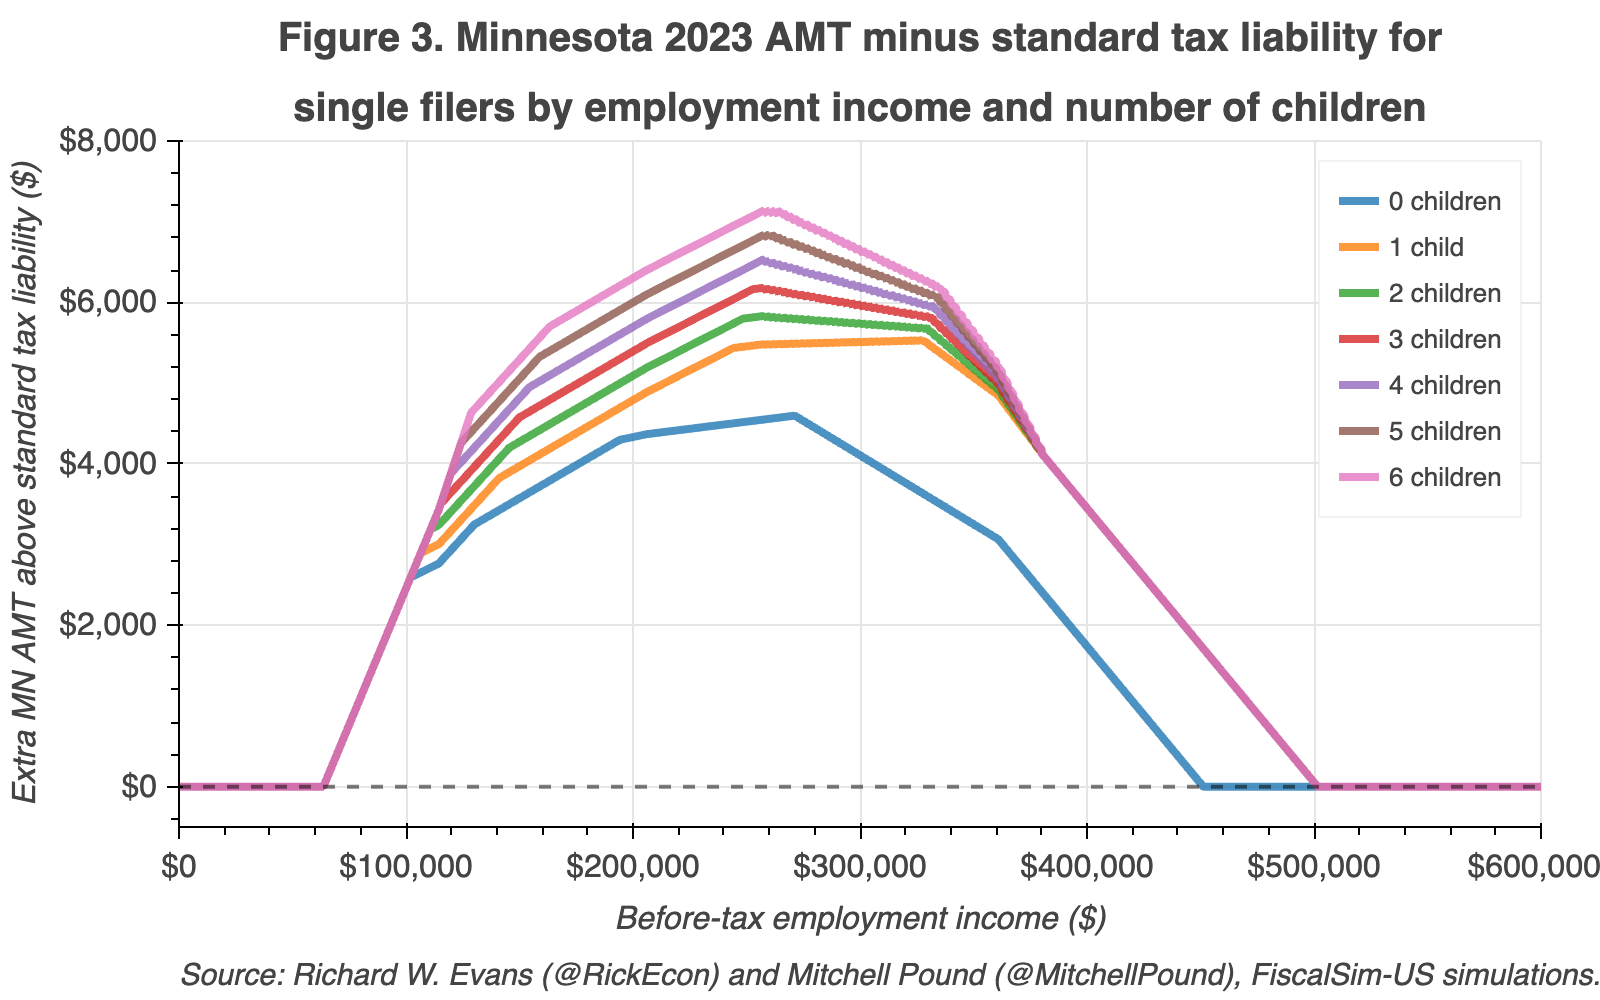 Figure 3. Minnesota 2023 AMT minus standard tax liability for
single filers by employment income and number of children
Extra MN AMT above standard tax liability ($)
$8,000
$6,000
$4,000
$2,000
$0
0 children
1 child
2 children
3 children
4 children
5 children
6 children
$0
$100,000
$200,000
$300,000
$400,000
$500,000
$600,000
Before-tax employment income ($)
Source: Richard W. Evans (@RickEcon) and Mitchell Pound (@MitchellPound), FiscalSim-US simulations.